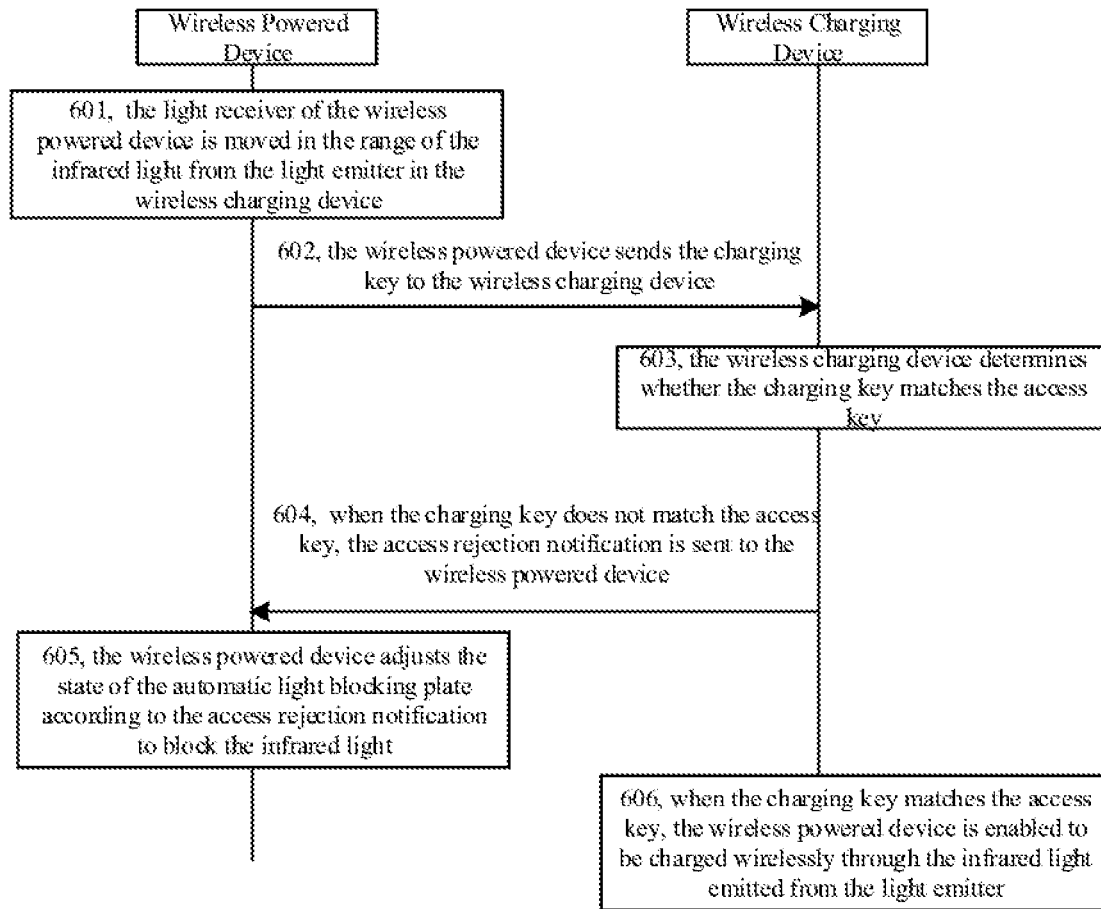 Wireless Powered
Device
Wireless Charging
Device
601, the light receiver of the wireless
powered device is moved in the range of the
infrared light from the light emitter in the
wireless charging device
602, the wireless powered device sends the charging
key to the wireless charging device
603, the wireless charging device determines
whether the charging key matches the access
key
604, when the charging key does not match the access
key, the access rejection notification is sent to the
wireless powered device
605, the wireless powered device adjusts the
state of the automatic light blocking plate
according to the access rejection notification
to block the infrared light
606, when the charging key matches the access
key, the wireless powered device is enabled to
be charged wirelessly through the infrared light
emitted from the light emitter